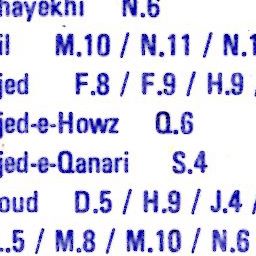 hayekhi N.6
il M.10 / N.11 / N.1
jed F.8 / F.9 / H.9
jed-e-Howz Q.6
jed-e-Qanari S.4
oud D.5 / H.9 / J.4 /
.5 / M.8 / M.10 / N.6